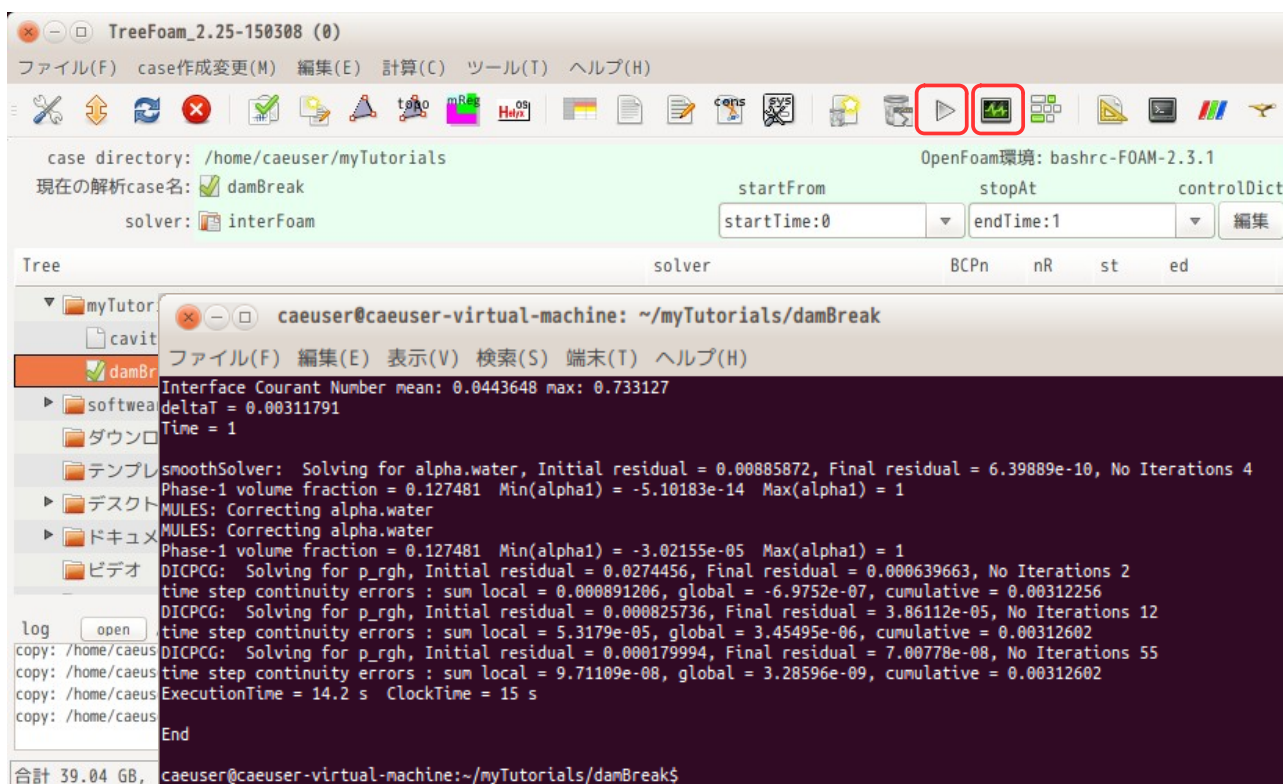 TreeFoam_2.25-150308 (0)
ファイル(F) case作成変更(M) 編集(E) 計算(C) ツール(T) ヘルプ(H)
topo mReg Helyx OS cons sys
case directory: /home/caeuser/myTutorials OpenFoam環境: bashrc-FOAM-2.3.1
現在の解析case名: damBreak startFrom stopAt controlDict
solver: interFoam startTime:0 endTime:1 編集
Tree solver BCPn nR st ed
myTutor
cavit
damBr
softwea
ダウンロ
テンプレ
デスクト
ドキュメ
ビデオ
log open
copy: /home/caeus
copy: /home/caeus
copy: /home/caeus
copy: /home/caeus
合計 39.04 GB,
caeuser@caeuser-virtual-machine: ~/myTutorials/damBreak
ファイル(F) 編集(E) 表示(V) 検索(S) 端末(T) ヘルプ(H)
Interface Courant Number mean: 0.0443648 max: 0.733127
deltaT = 0.00311791
Time = 1
smoothSolver:  Solving for alpha.water, Initial residual = 0.00885872, Final residual = 6.39889e-10, No Iterations 4
Phase-1 volume fraction = 0.127481  Min(alpha1) = -5.10183e-14  Max(alpha1) = 1
MULES: Correcting alpha.water
MULES: Correcting alpha.water
Phase-1 volume fraction = 0.127481  Min(alpha1) = -3.02155e-05  Max(alpha1) = 1
DICPCG:  Solving for p_rgh, Initial residual = 0.0274456, Final residual = 0.000639663, No Iterations 2
time step continuity errors : sum local = 0.000891206, global = -6.9752e-07, cumulative = 0.00312256
DICPCG:  Solving for p_rgh, Initial residual = 0.000825736, Final residual = 3.86112e-05, No Iterations 12
time step continuity errors : sum local = 5.3179e-05, global = 3.45495e-06, cumulative = 0.00312602
DICPCG:  Solving for p_rgh, Initial residual = 0.000179994, Final residual = 7.00778e-08, No Iterations 55
time step continuity errors : sum local = 9.71109e-08, global = 3.28596e-09, cumulative = 0.00312602
ExecutionTime = 14.2 s  ClockTime = 15 s
End
caeuser@caeuser-virtual-machine:~/myTutorials/damBreak$